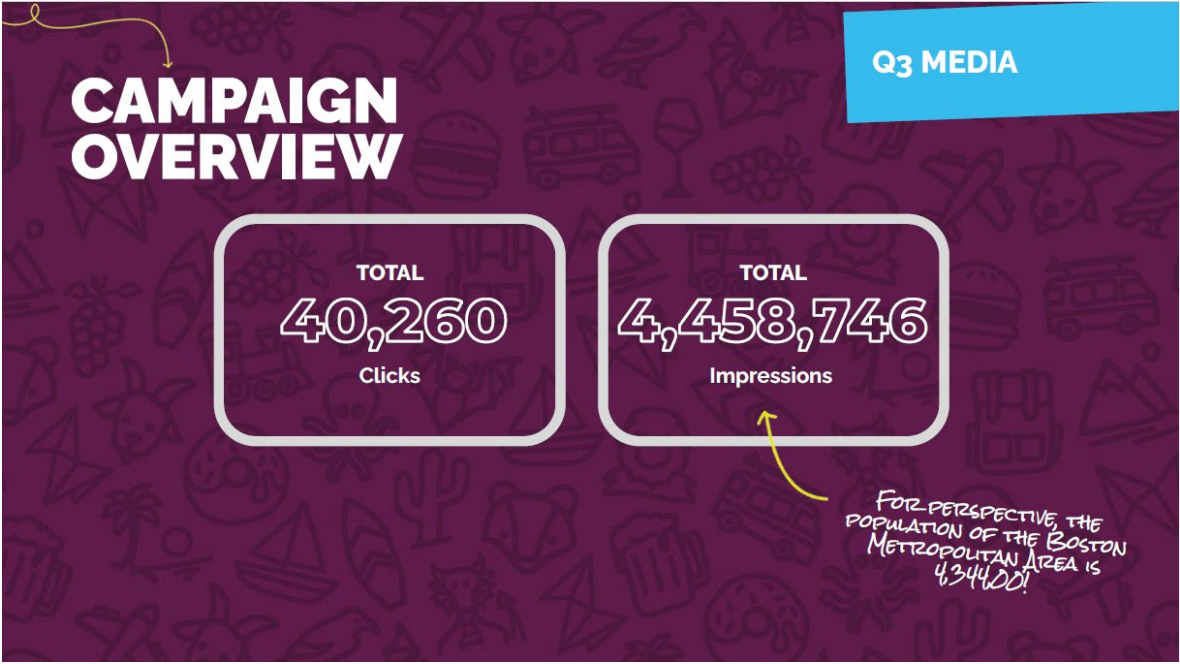 CAMPAIGN
OVERVIEW
Q3 MEDIA
TOTAL
40,260
Clicks
TOTAL
4,458,746
Impressions
For perspective, the
population of the Boston
Metropolitan Area is
4,344,00!